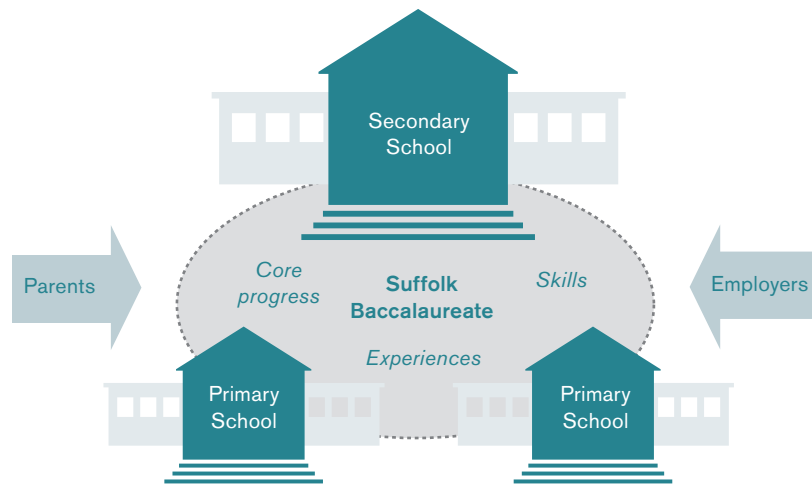 Secondary
School
Parents
Core
progress
Suffolk
Baccalaureate
Skills
Employers
Experiences
Primary
School
Primary
School